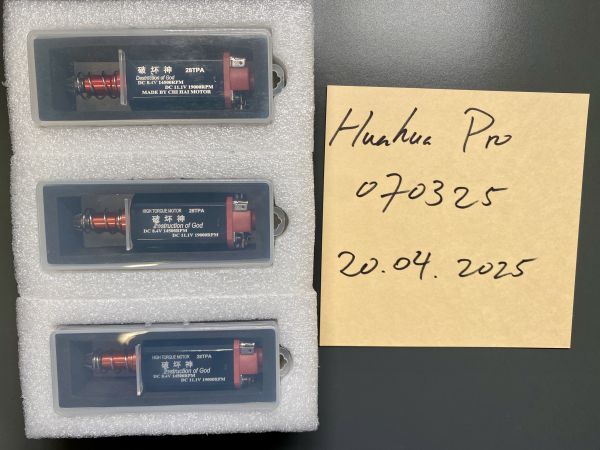 破坏神 28TPA
Destruction of God
DC 8.4V 14500RPM
DC 11.1V 19000RPM
MADE BY CHI HAI MOTOR
HIGH TORQUE MOTOR 28TPA
破坏神
Destruction of God
DC 8.4V 14500RPM
DC 11.1V 19000RPM
HIGH TORQUE MOTOR 28TPA
破坏神
Destruction of God
DC 8.4V 14500RPM
DC 11.1V 19000RPM
Huahua Pro
070325
20.04.2025